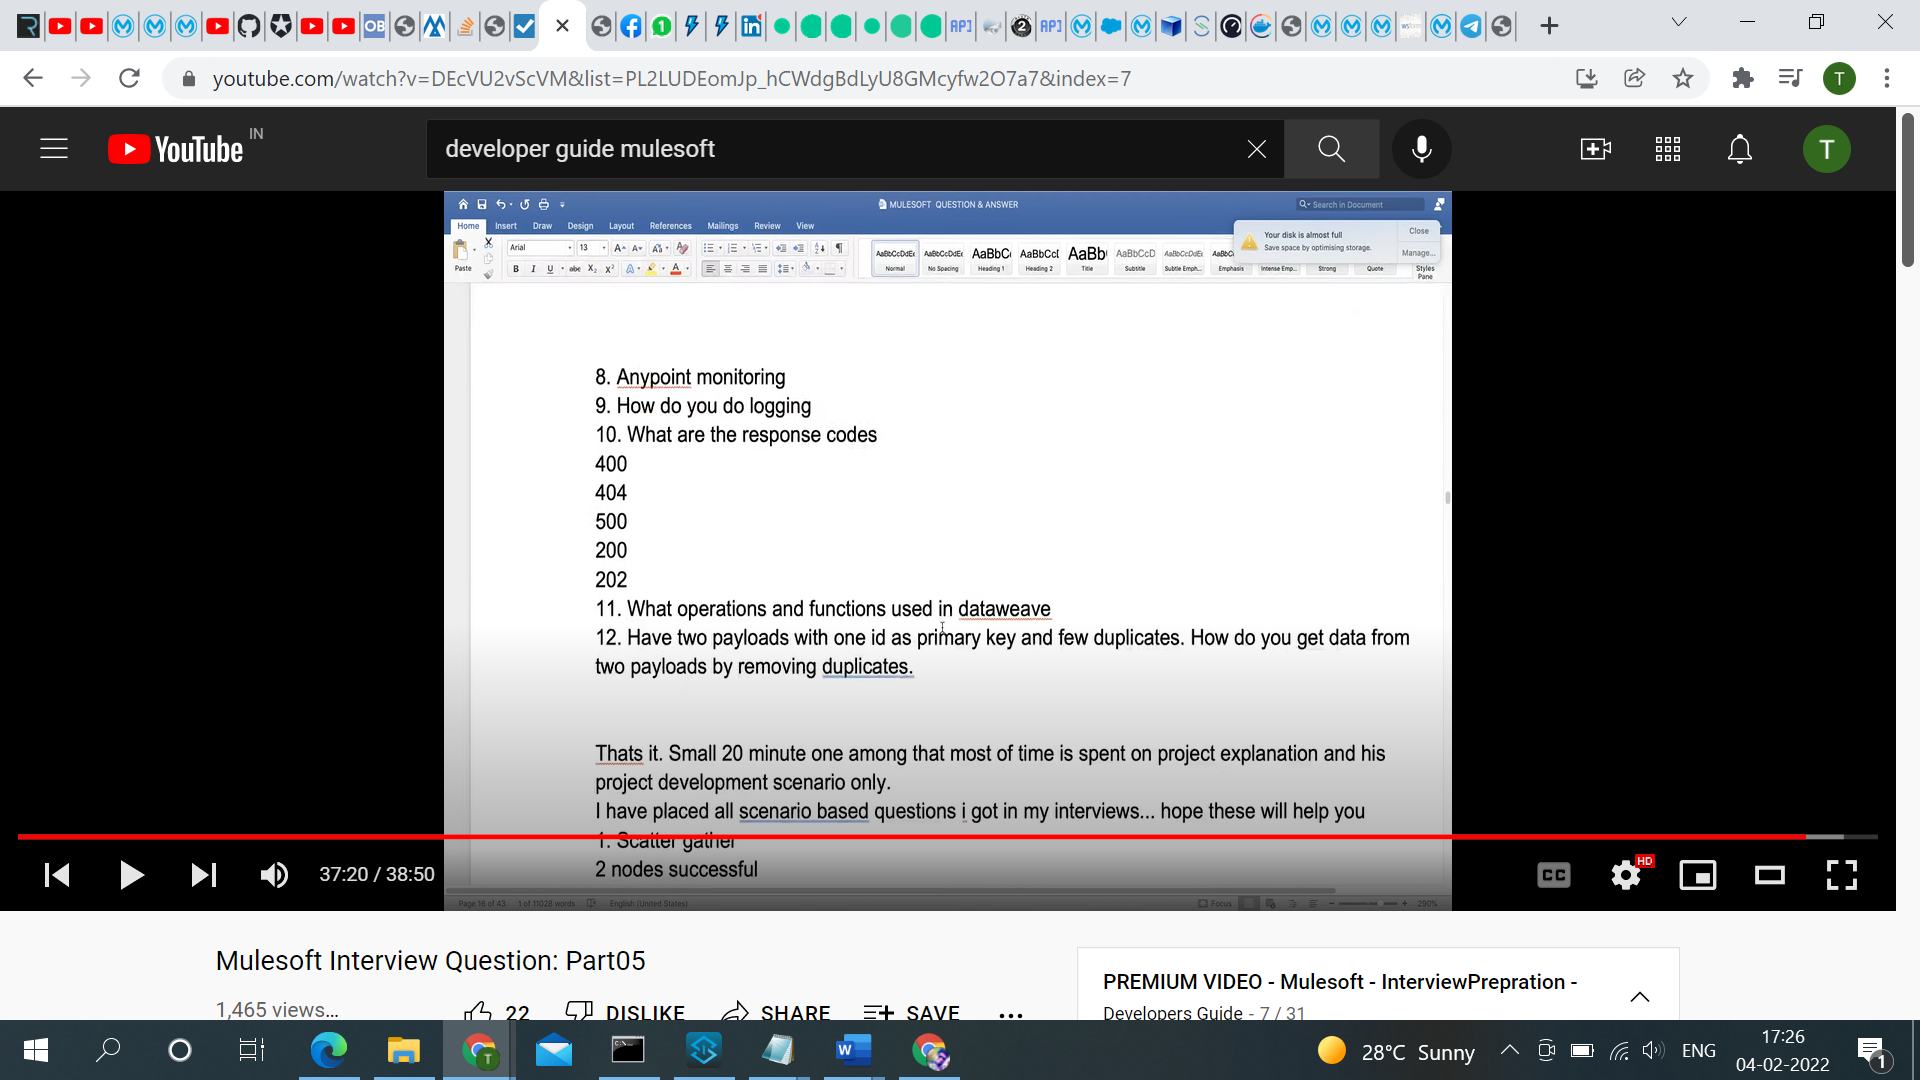 youtube.com/watch?v=DEcVU2vScVM&list=PL2LUDEomJp_hCWdgBdLyU8GMcyfw2O7a7&index=7
T
YouTube IN
developer guide mulesoft
T
MULESOFT QUESTION & ANSWER
Search in Document
Home Insert Draw Design Layout References Mailings Review View
Your disk is almost full
Save space by optimising storage.
Close
Manage...
Paste
Arial 13
Normal No Spacing Heading 1 Heading 2 Title Subtitle Subtle Emph... Emphasis Intense Emp... Strong Quote Styles Pane
8. Anypoint monitoring
9. How do you do logging
10. What are the response codes
400
404
500
200
202
11. What operations and functions used in dataweave
12. Have two payloads with one id as primary key and few duplicates. How do you get data from
two payloads by removing duplicates.
Thats it. Small 20 minute one among that most of time is spent on project explanation and his
project development scenario only.
I have placed all scenario based questions i got in my interviews... hope these will help you
1. Scatter gather
2 nodes successful
37:20 / 38:50
CC
HD
Page 16 of 43 1 of 11028 words English (United States)
Focus
290%
Mulesoft Interview Question: Part05
1,465 views...
22 DISLIKE SHARE SAVE ...
PREMIUM VIDEO - Mulesoft - InterviewPrepration -
Developers Guide - 7 / 31
28°C Sunny
ENG
17:26
04-02-2022
1